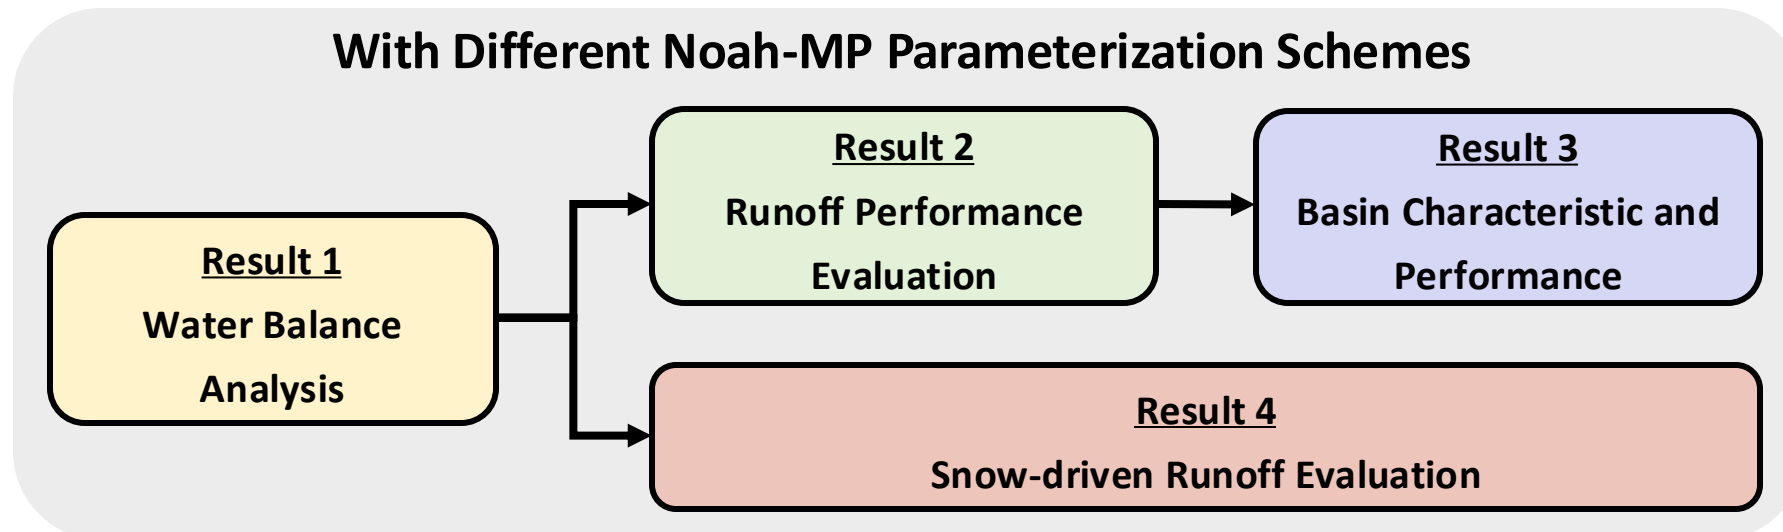 With Different Noah-MP Parameterization Schemes
Result 1
Water Balance
Analysis
Result 2
Runoff Performance
Evaluation
Result 3
Basin Characteristic and
Performance
Result 4
Snow-driven Runoff Evaluation